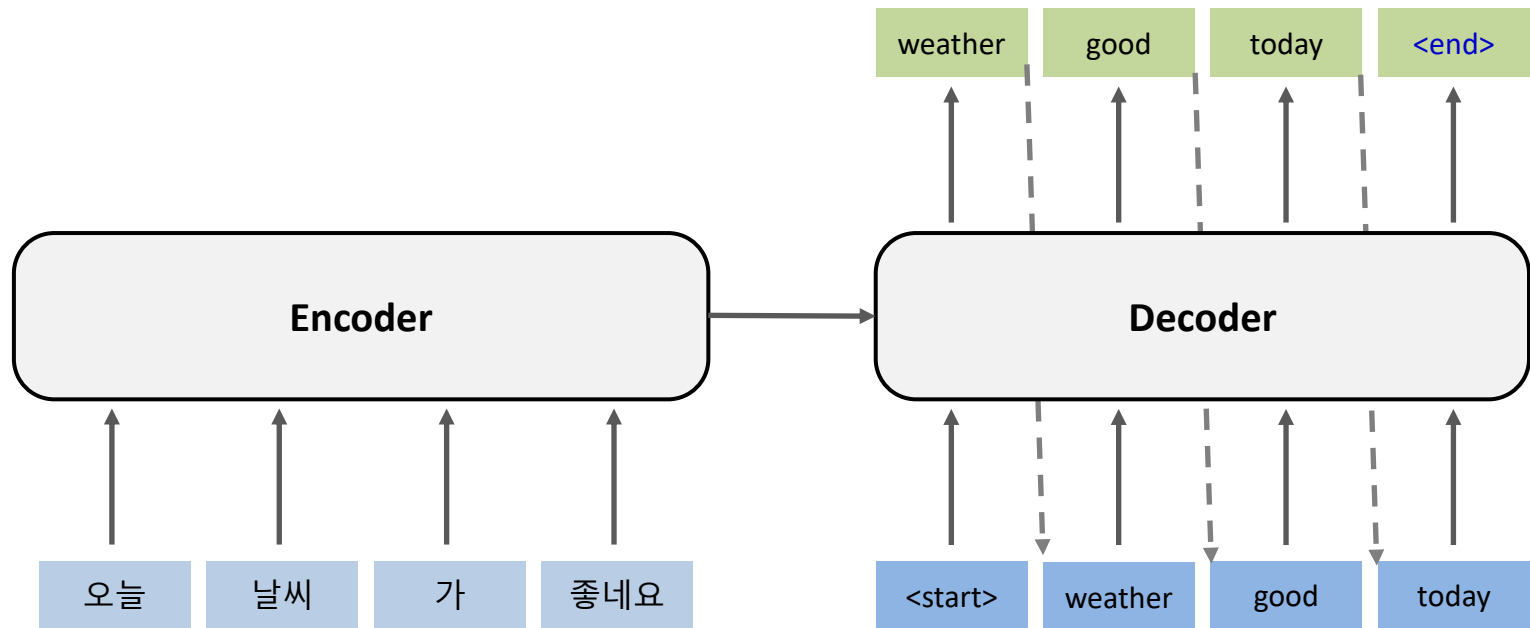 weather good today <end>
Encoder Decoder
오늘 날씨 가 좋네요 <start> weather good today